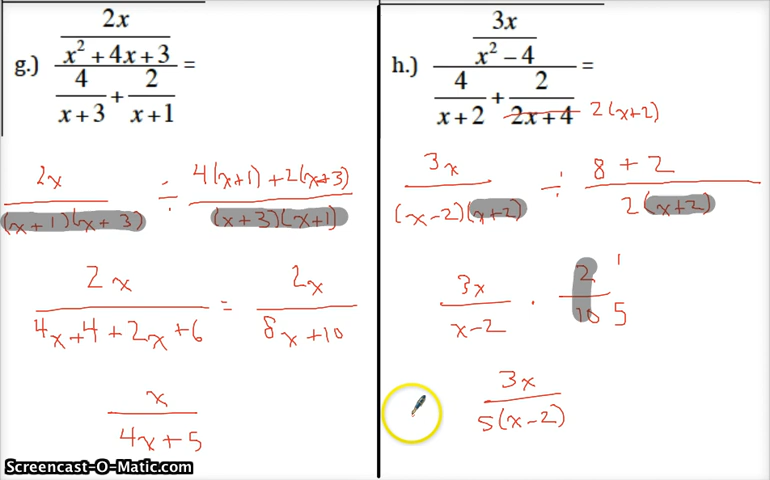 g.) (2x / (x² + 4x + 3)) / (4/(x + 3) + 2/(x + 1)) =
2x / ((x+1)(x+3)) ÷ (4(x+1) + 2(x+3)) / ((x+3)(x+1))
2x / (4x+4+2x+6) = 2x / (8x+10)
x / (4x+5)
h.) (3x / (x² − 4)) / (4/(x + 2) + 2/(2x + 4)) =
2(x+2)
3x / ((x−2)(x+2)) ÷ (8 + 2) / (2(x+2))
3x / (x−2) · 2/10 1 5
3x / (5(x−2))
Screencast-O-Matic.com